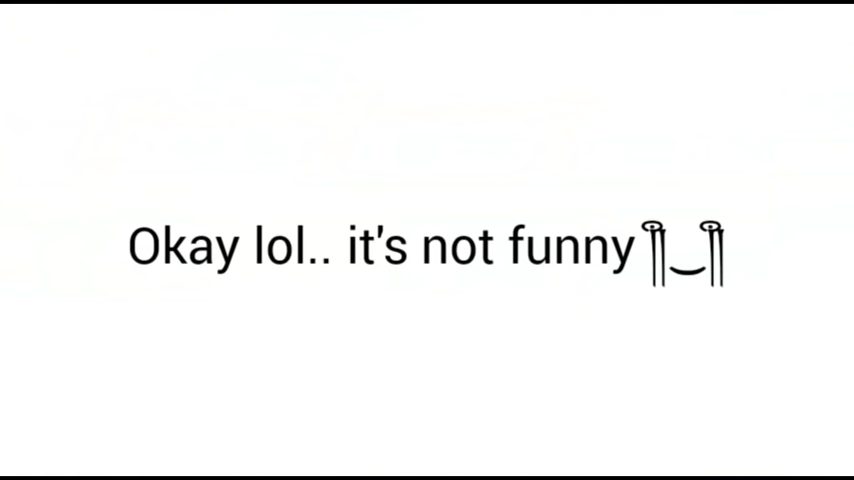 Okay lol.. it's not funny ༎ຶ‿༎ຶ